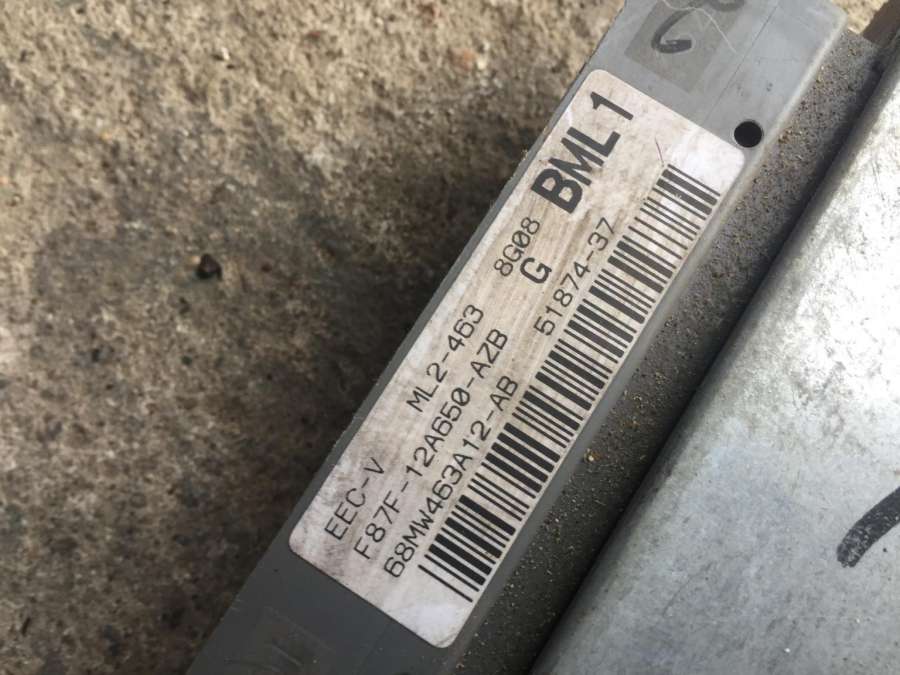 EEC-V ML2-463 8G08 BML1
F87F-12A650-AZB G
68MW463A12-AB 51874-37